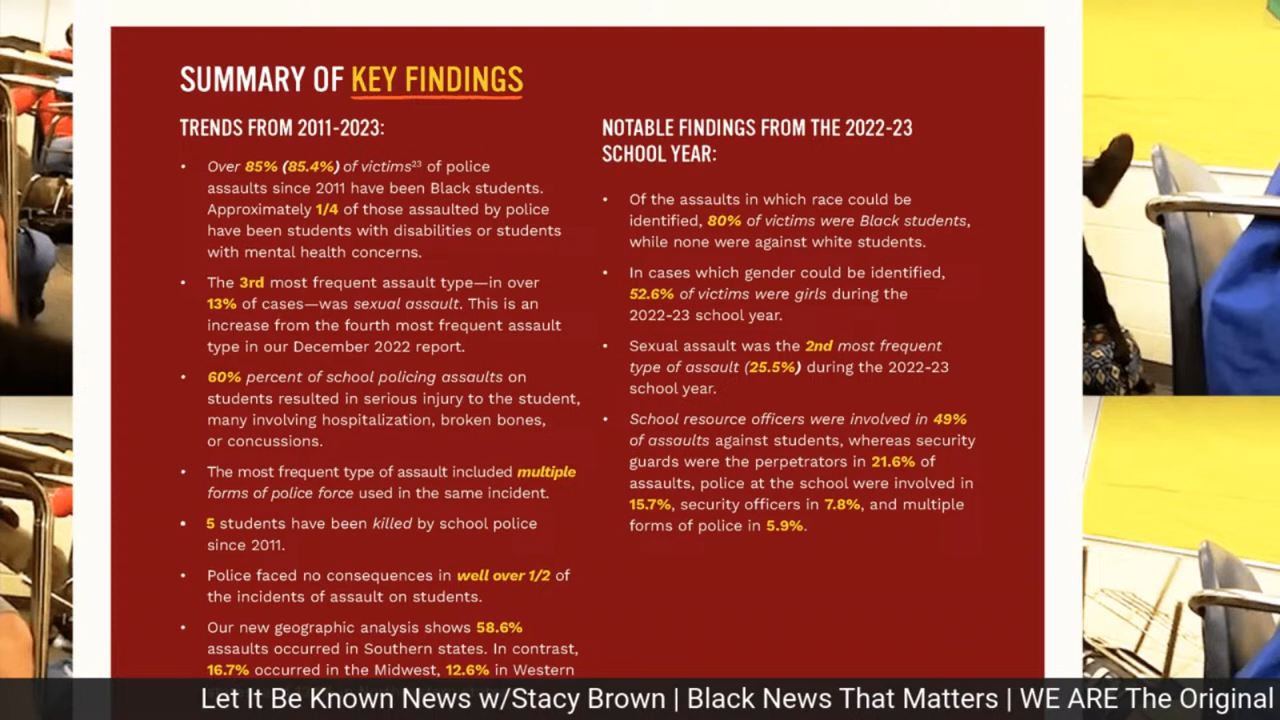 SUMMARY OF KEY FINDINGS
TRENDS FROM 2011-2023:
• Over 85% (85.4%) of victims²³ of police
assaults since 2011 have been Black students.
Approximately 1/4 of those assaulted by police
have been students with disabilities or students
with mental health concerns.
• The 3rd most frequent assault type—in over
13% of cases—was sexual assault. This is an
increase from the fourth most frequent assault
type in our December 2022 report.
• 60% percent of school policing assaults on
students resulted in serious injury to the student,
many involving hospitalization, broken bones,
or concussions.
• The most frequent type of assault included multiple
forms of police force used in the same incident.
• 5 students have been killed by school police
since 2011.
• Police faced no consequences in well over 1/2 of
the incidents of assault on students.
• Our new geographic analysis shows 58.6%
assaults occurred in Southern states. In contrast,
16.7% occurred in the Midwest, 12.6% in Western
NOTABLE FINDINGS FROM THE 2022-23
SCHOOL YEAR:
• Of the assaults in which race could be
identified, 80% of victims were Black students,
while none were against white students.
• In cases which gender could be identified,
52.6% of victims were girls during the
2022-23 school year.
• Sexual assault was the 2nd most frequent
type of assault (25.5%) during the 2022-23
school year.
• School resource officers were involved in 49%
of assaults against students, whereas security
guards were the perpetrators in 21.6% of
assaults, police at the school were involved in
15.7%, security officers in 7.8%, and multiple
forms of police in 5.9%.
Let It Be Known News w/Stacy Brown | Black News That Matters | WE ARE The Original